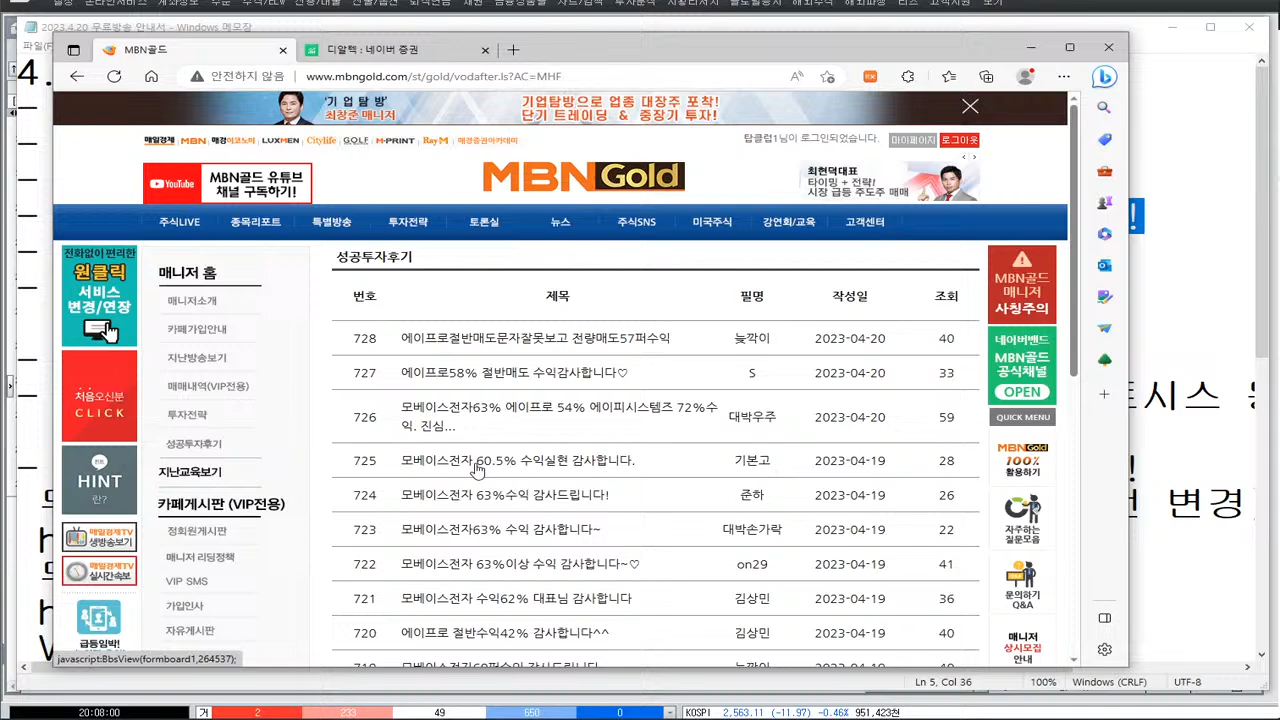 2023.4.20 무료방송 안내서 - Windows 메모장
MBN골드
디알텍 : 네이버 증권
안전하지 않음
www.mbngold.com/st/gold/vodafter.ls?AC=MHF
'기 업 탐 방'
최창준 매니저
기업탐방으로 업종 대장주 포착!
단기 트레이딩 & 중장기 투자!
매일경제 MBN 매경이코노미 LUXMEN Citylife GOLF M-PRINT RayM 매경증권아카데미
탑클럽1님이 로그인되었습니다.
마이페이지
로그아웃
YouTube
MBN골드 유튜브
채널 구독하기!
MBN Gold
최현덕대표
타이밍 + 전략!
시장 급등 주도주 매매
주식LIVE 종목리포트 특별방송 투자전략 토론실 뉴스 주식SNS 미국주식 강연회/교육 고객센터
전화없이 편리한
원클릭
서비스
변경/연장
처음오신분
CLICK
힌트
HINT
란?
매일경제TV
생방송보기
매일경제TV
실시간속보
급등임박!
매니저 홈
매니저소개
카페가입안내
지난방송보기
매매내역(VIP전용)
투자전략
성공투자후기
지난교육보기
카페게시판 (VIP전용)
정회원게시판
매니저 리딩정책
VIP SMS
가입인사
자유게시판
성공투자후기
번호 제목 필명 작성일 조회
728 에이프로절반매도문자잘못보고 전량매도57퍼수익 늦깍이 2023-04-20 40
727 에이프로58% 절반매도 수익감사합니다♡ S 2023-04-20 33
726 모베이스전자63% 에이프로 54% 에이피시스템즈 72%수
익. 진심... 대박우주 2023-04-20 59
725 모베이스전자 60.5% 수익실현 감사합니다. 기본고 2023-04-19 28
724 모베이스전자 63%수익 감사드립니다! 준하 2023-04-19 26
723 모베이스전자63% 수익 감사합니다~ 대박손가락 2023-04-19 22
722 모베이스전자 63%이상 수익 감사합니다~♡ on29 2023-04-19 41
721 모베이스전자 수익62% 대표님 감사합니다 김상민 2023-04-19 36
720 에이프로 절반수익42% 감사합니다^^ 김상민 2023-04-19 40
MBN골드
매니저
사칭주의
네이버밴드
MBN골드
공식채널
OPEN
QUICK MENU
MBNGold
100%
활용하기
자주하는
질문모음
문의하기
Q&A
매니저
상시모집
안내
javascript:BbsView(formboard1,264537);
4.
Ln 5, Col 36 100% Windows (CRLF) UTF-8
20:08:00 거 2 233 49 650 0 KOSPI 2,563.11 (-11.97) -0.46% 951,423천